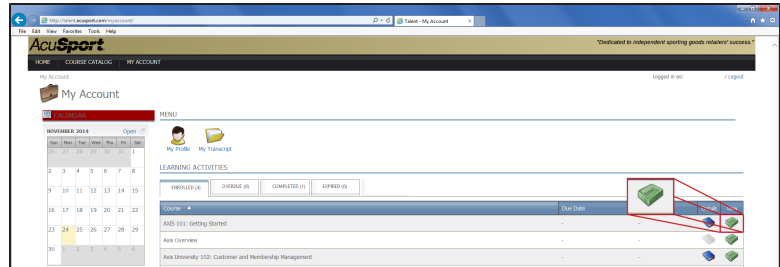 http://talent.acusport.com/myaccount/
Talent - My Account
File Edit View Favorites Tools Help
AcuSport
"Dedicated to independent sporting goods retailers' success."
HOME COURSE CATALOG MY ACCOUNT
My Account
Logged in as: / Logout
My Account
CALENDAR
MENU
NOVEMBER 2014 Open
Sun Mon Tue Wed Thu Fri Sat
26 27 28 29 30 31 1
2 3 4 5 6 7 8
9 10 11 12 13 14 15
16 17 18 19 20 21 22
23 24 25 26 27 28 29
30 1 2 3 4 5 6
My Profile My Transcript
LEARNING ACTIVITIES
ENROLLED (4) OVERDUE (0) COMPLETED (1) EXPIRED (0)
Course Due Date
AXIS 101: Getting Started - -
Axis Overview - -
Axis University 102: Customer and Membership Management - -